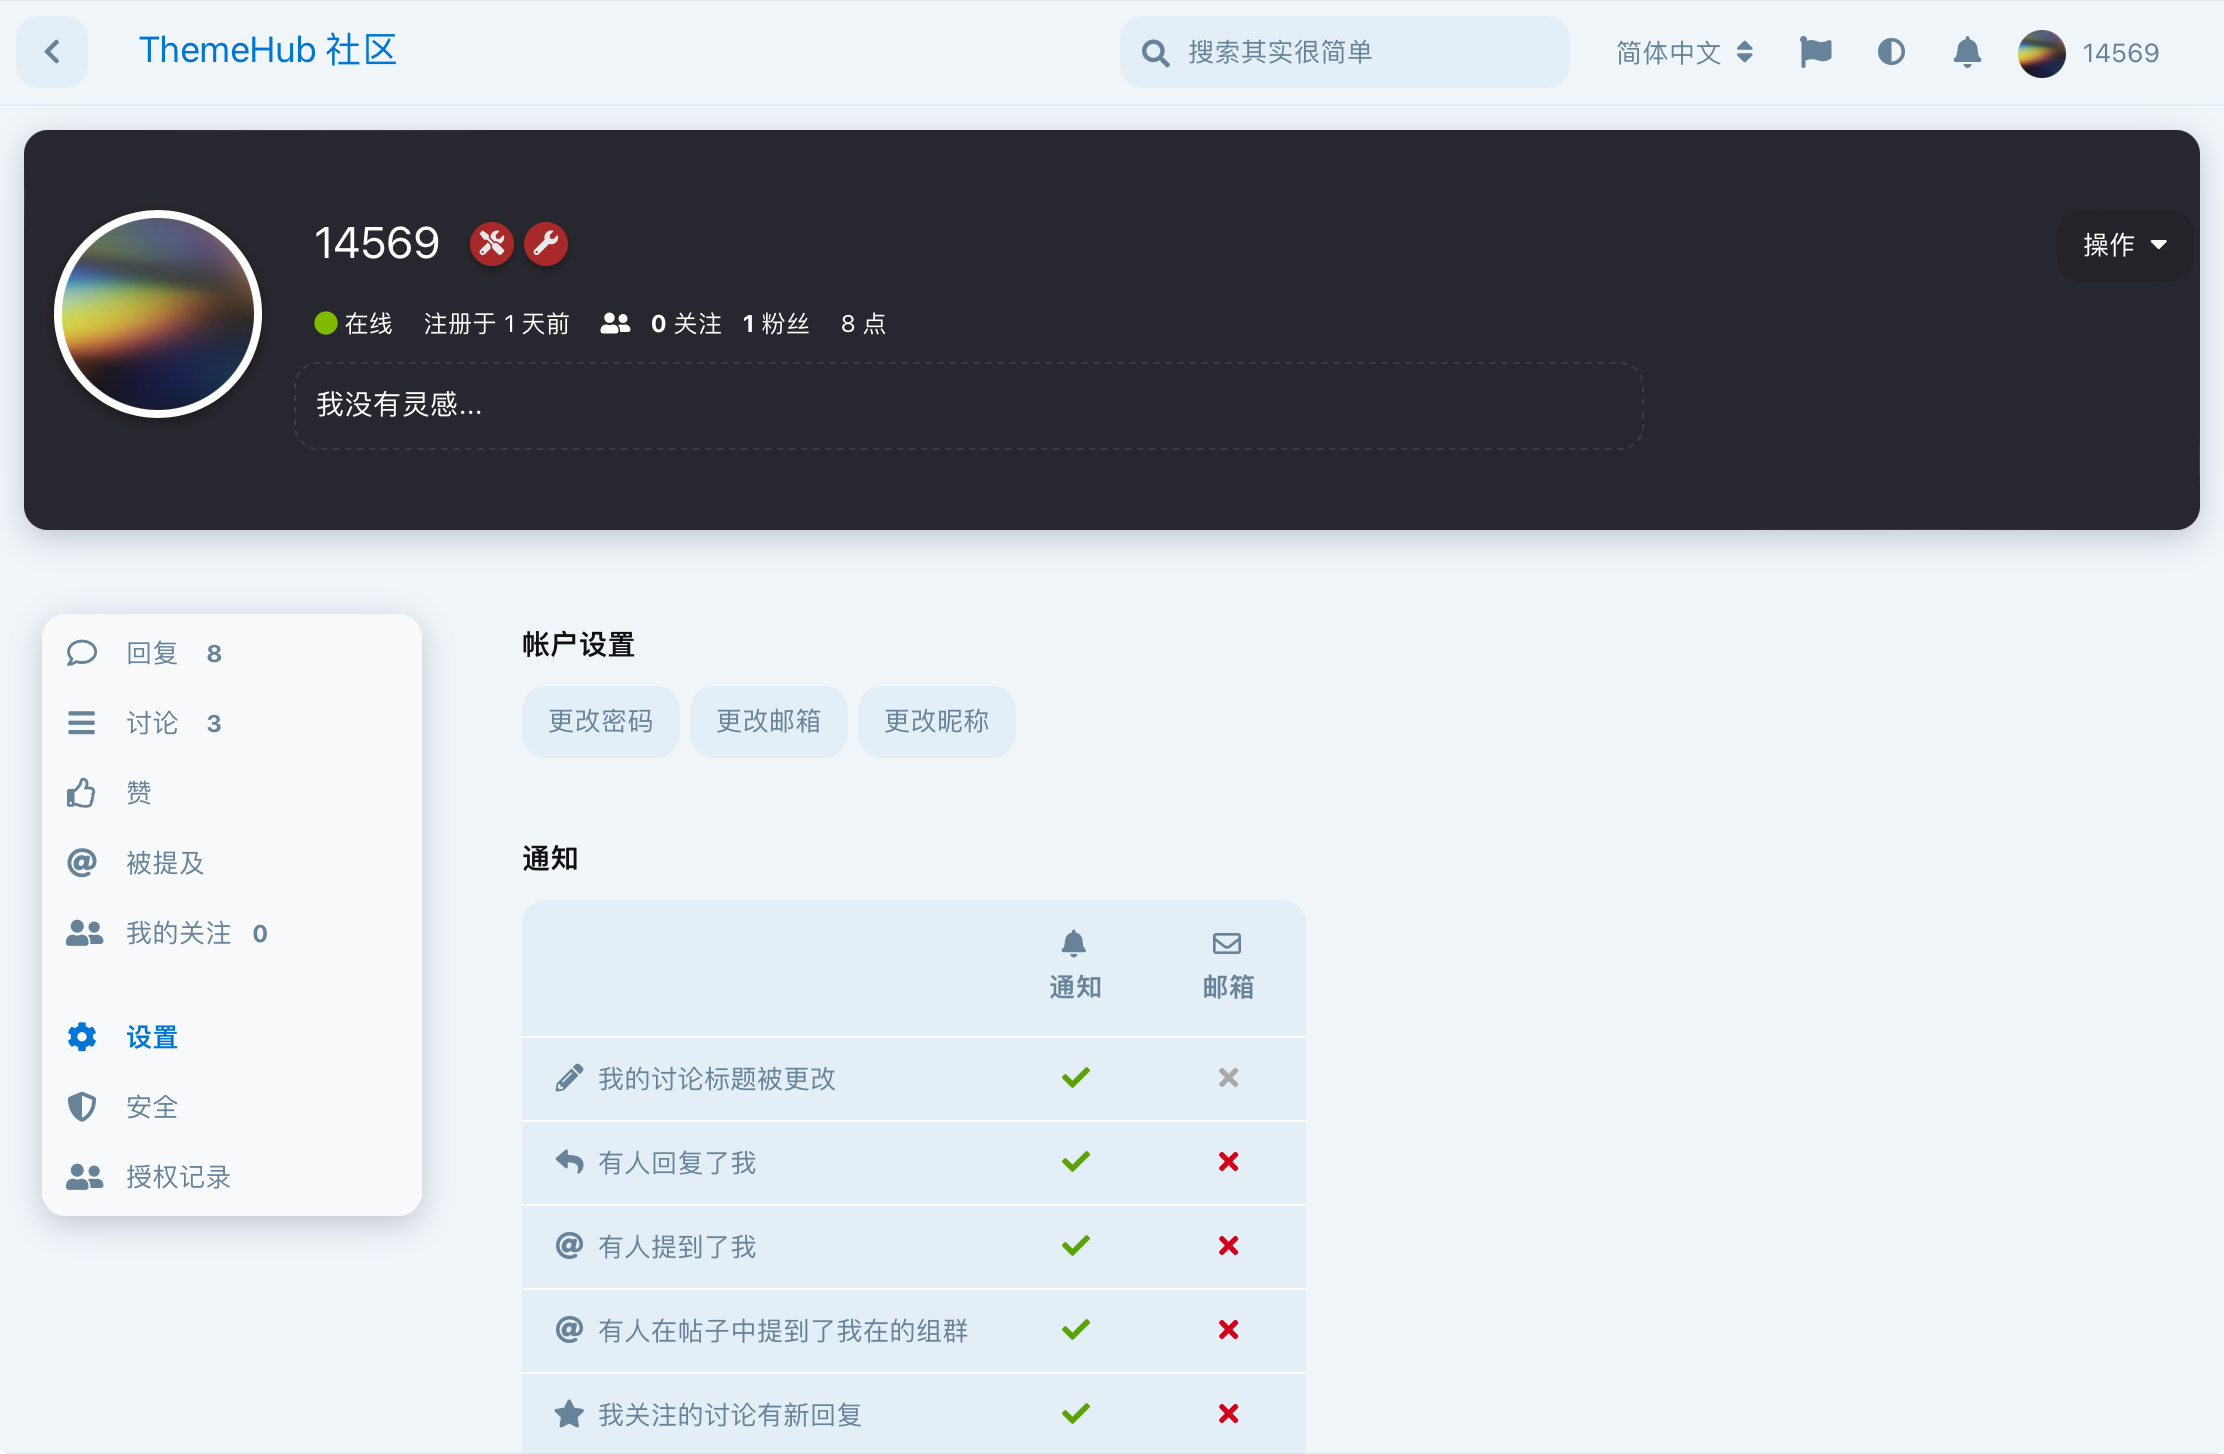 ThemeHub 社区
搜索其实很简单
简体中文
14569
14569
操作
在线 注册于 1 天前 0 关注 1 粉丝 8 点
我没有灵感...
回复 8
讨论 3
赞
被提及
我的关注 0
设置
安全
授权记录
帐户设置
更改密码 更改邮箱 更改昵称
通知
通知 邮箱
我的讨论标题被更改
有人回复了我
有人提到了我
有人在帖子中提到了我在的组群
我关注的讨论有新回复